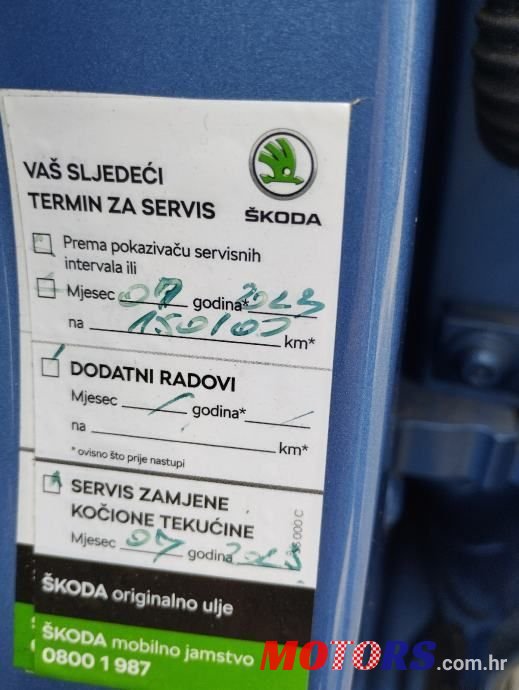 VAŠ SLJEDEĆI
TERMIN ZA SERVIS
ŠKODA
Prema pokazivaču servisnih
intervala ili
Mjesec 07 godina* 2023
na km*
DODATNI RADOVI
Mjesec / godina* /
na km*
* ovisno što prije nastupi
SERVIS ZAMJENE
KOČIONE TEKUĆINE
Mjesec 07 godina 2023
ŠKODA originalno ulje
ŠKODA mobilno jamstvo
0800 1 987
MOTORS.com.hr